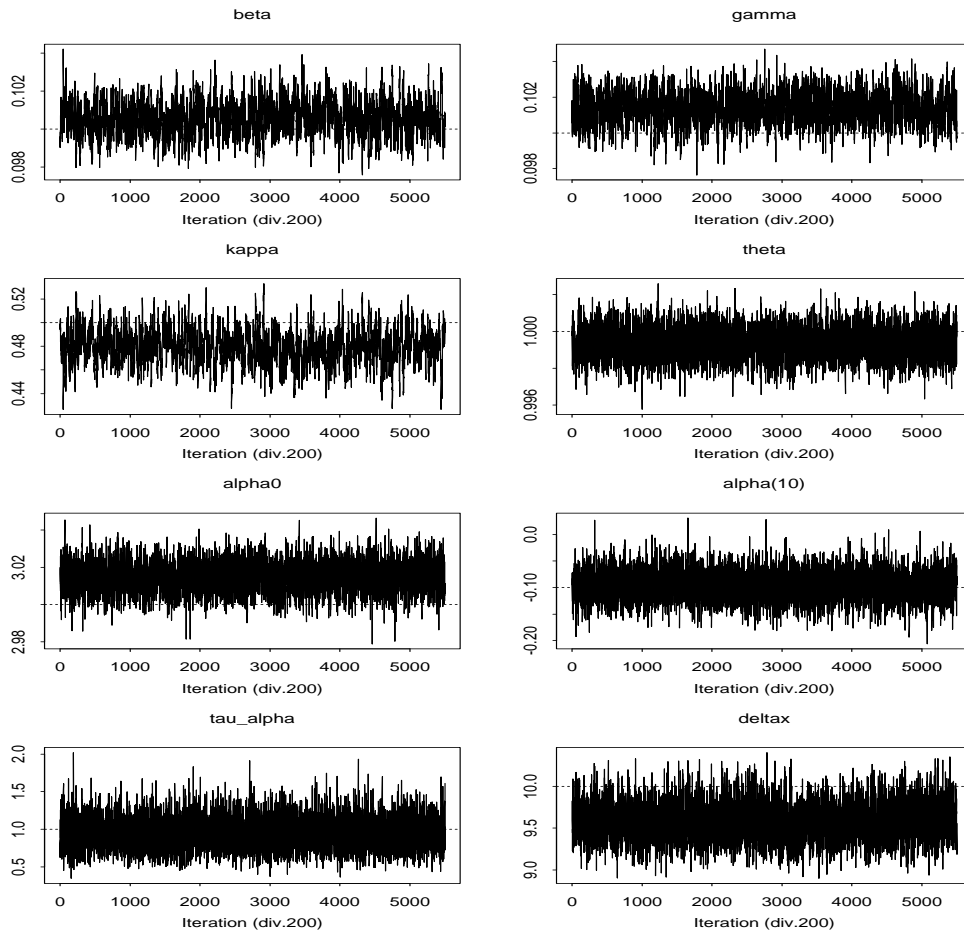 beta
0.098
0.102
0 1000 2000 3000 4000 5000
Iteration (div.200)
gamma
0.098
0.102
0 1000 2000 3000 4000 5000
Iteration (div.200)
kappa
0.44
0.48
0.52
0 1000 2000 3000 4000 5000
Iteration (div.200)
theta
0.996
1.000
0 1000 2000 3000 4000 5000
Iteration (div.200)
alpha0
2.98
3.02
0 1000 2000 3000 4000 5000
Iteration (div.200)
alpha(10)
-0.20
-0.10
0.0
0 1000 2000 3000 4000 5000
Iteration (div.200)
tau_alpha
0.5
1.0
1.5
2.0
0 1000 2000 3000 4000 5000
Iteration (div.200)
deltax
9.0
9.5
10.0
0 1000 2000 3000 4000 5000
Iteration (div.200)